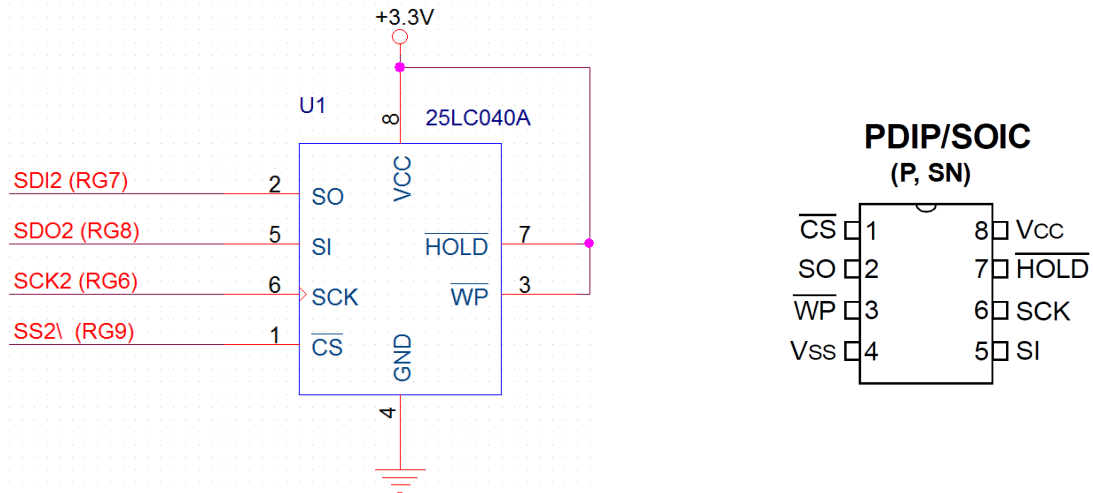 +3.3V
U1
8
25LC040A
VCC
SDI2 (RG7)
2
SO
SDO2 (RG8)
5
SI
HOLD
7
SCK2 (RG6)
6
SCK
WP
3
SS2\ (RG9)
1
CS
GND
4
PDIP/SOIC
(P, SN)
CS 1 8 VCC
SO 2 7 HOLD
WP 3 6 SCK
VSS 4 5 SI